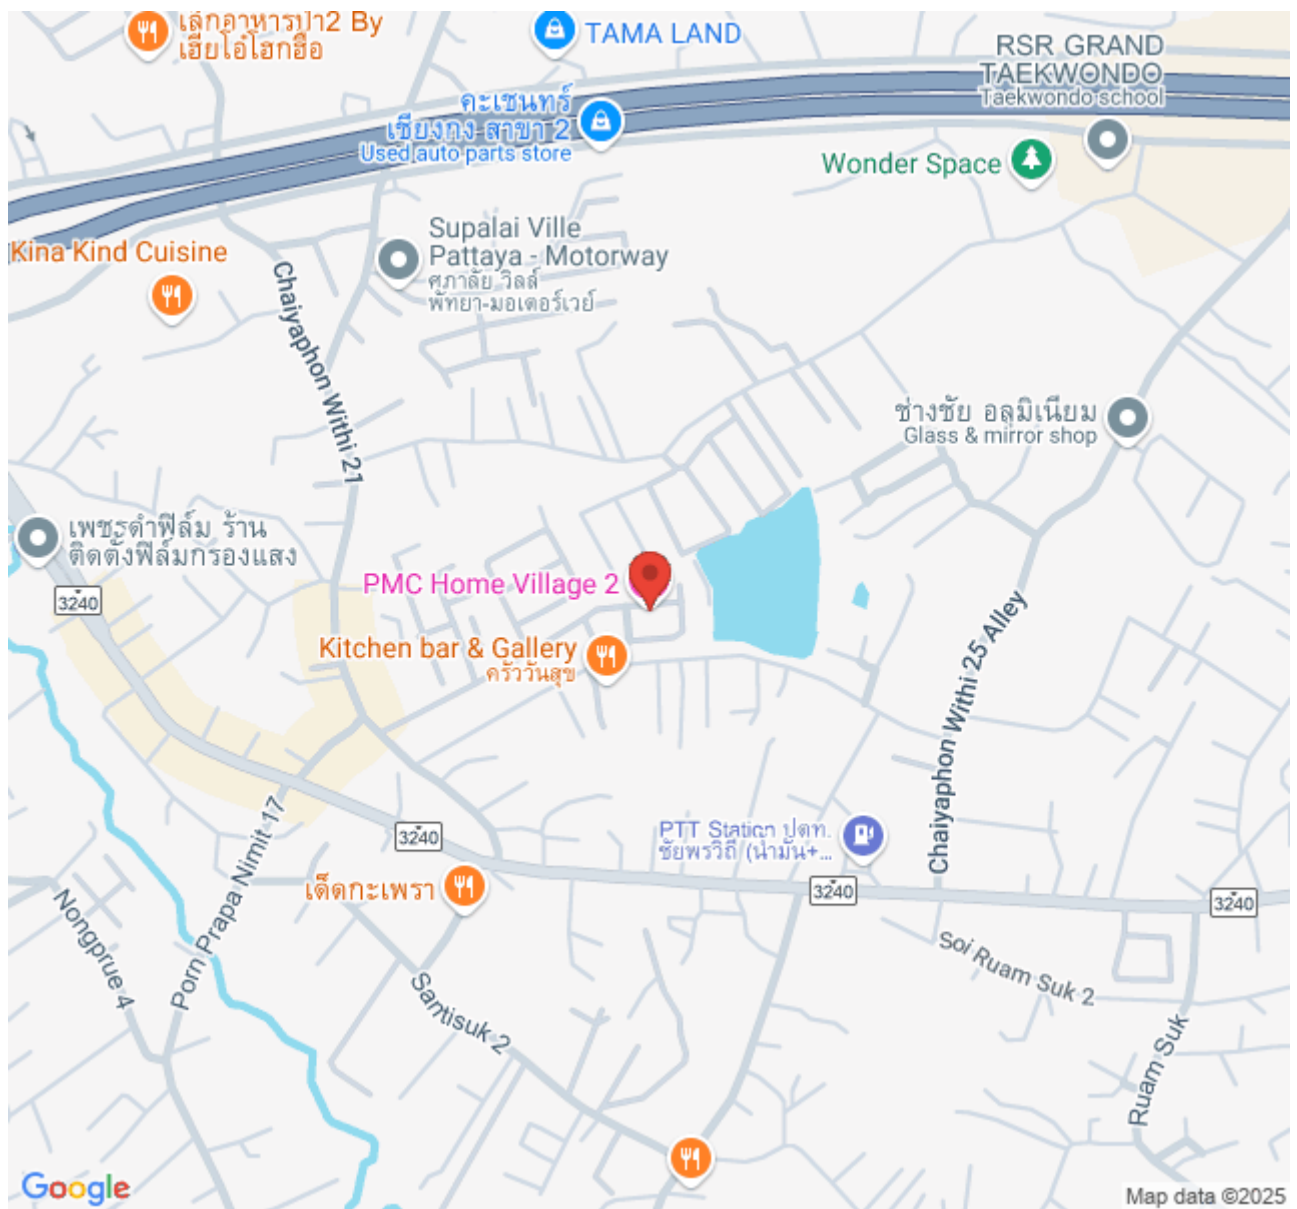 เล็กอาหารป่า2 By
เฮียโอ๋โฮกฮือ
TAMA LAND
RSR GRAND
TAEKWONDO
Taekwondo school
คะเชนทร์
เชียงกง สาขา 2
Used auto parts store
Wonder Space
Kina Kind Cuisine
Supalai Ville
Pattaya - Motorway
ศุภาลัย วิลล์
พัทยา-มอเตอร์เวย์
Chaiyaphon Withi 21
ช่างชัย อลูมิเนียม
Glass & mirror shop
เพชรดำฟิล์ม ร้าน
ติดตั้งฟิล์มกรองแสง
3240
PMC Home Village 2
Kitchen bar & Gallery
ครัววันสุข
Chaiyaphon Withi 25 Alley
PTT Station ปตท.
ชัยพรวิถี (น้ำมัน+...
3240
เด็ดกะเพรา
3240
3240
Porn Prapa Nimit 17
Nongprue 4
Santisuk 2
Soi Ruam Suk 2
Ruam Suk
Google
Map data ©2025